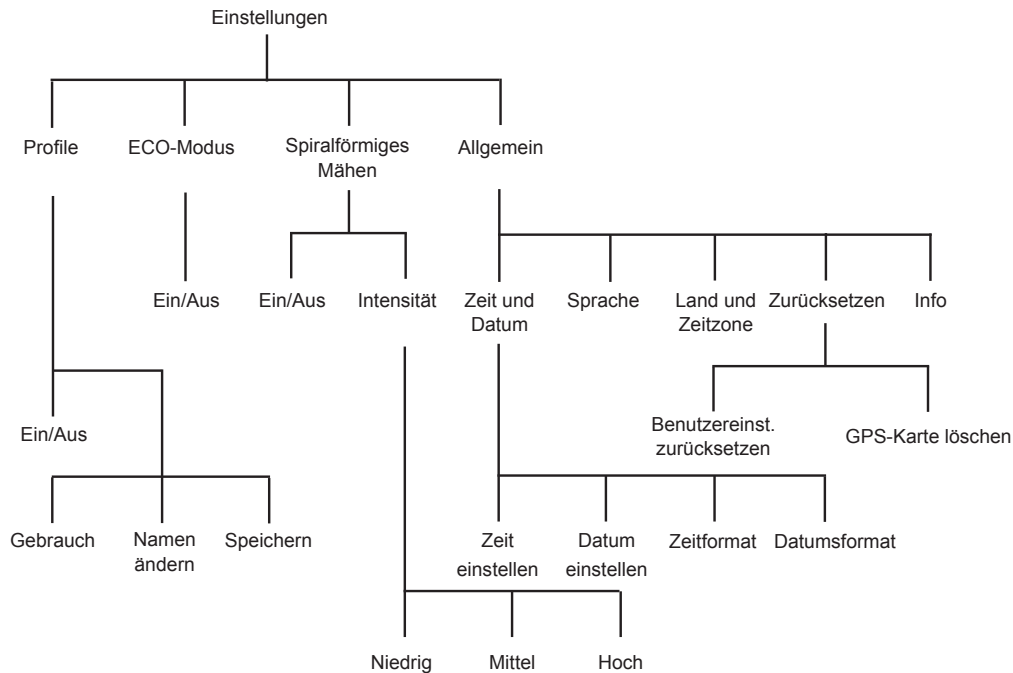 Einstellungen
Profile
ECO-Modus
Spiralförmiges
Mähen
Allgemein
Ein/Aus
Ein/Aus
Intensität
Zeit und
Datum
Sprache
Land und
Zeitzone
Zurücksetzen
Info
Ein/Aus
Benutzereinst.
zurücksetzen
GPS-Karte löschen
Gebrauch
Namen
ändern
Speichern
Zeit
einstellen
Datum
einstellen
Zeitformat
Datumsformat
Niedrig
Mittel
Hoch